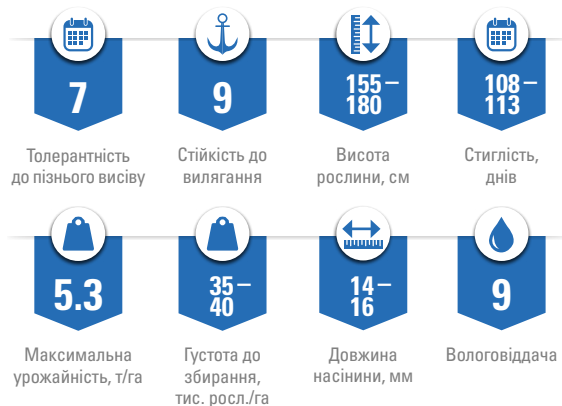 7
Толерантність
до пізнього висіву
9
Стійкість до
вилягання
155–
180
Висота
рослини, см
108–
113
Стиглість,
днів
5.3
Максимальна
урожайність, т/га
35–
40
Густота до
збирання,
тис. росл./га
14–
16
Довжина
насінини, мм
9
Вологовіддача